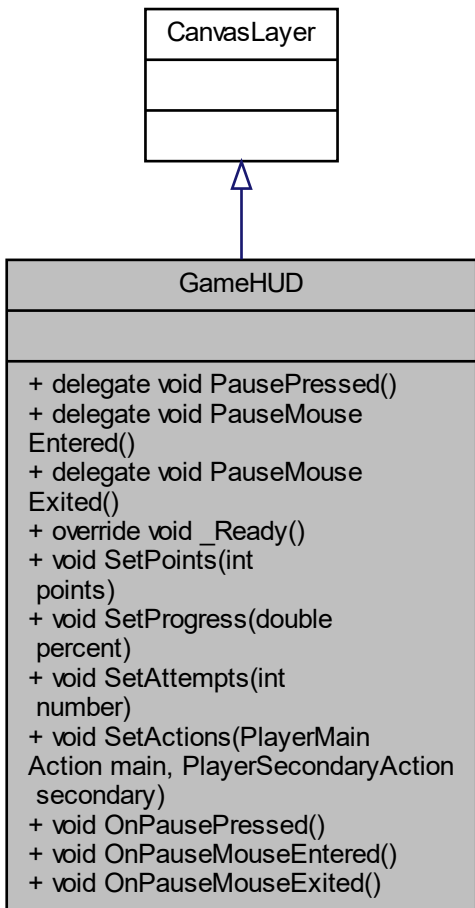 CanvasLayer
GameHUD
+ delegate void PausePressed()
+ delegate void PauseMouse
Entered()
+ delegate void PauseMouse
Exited()
+ override void _Ready()
+ void SetPoints(int
points)
+ void SetProgress(double
percent)
+ void SetAttempts(int
number)
+ void SetActions(PlayerMain
Action main, PlayerSecondaryAction
secondary)
+ void OnPausePressed()
+ void OnPauseMouseEntered()
+ void OnPauseMouseExited()